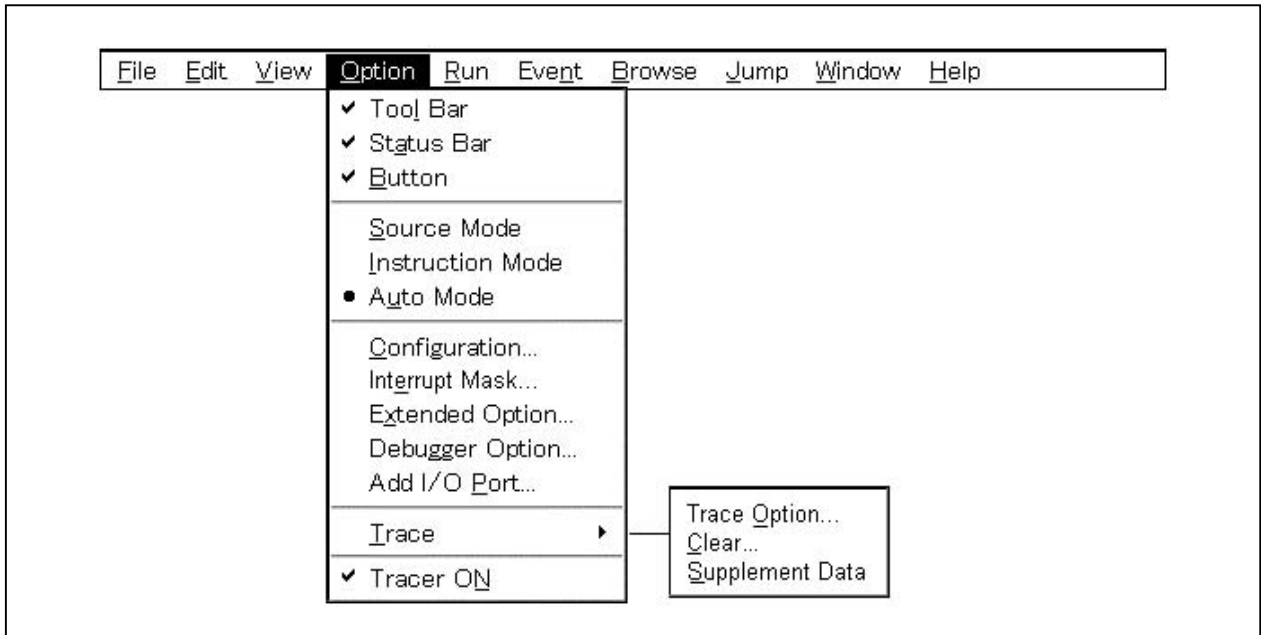 File Edit View Option Run Event Browse Jump Window Help
✔ Tool Bar
✔ Status Bar
✔ Button
Source Mode
Instruction Mode
● Auto Mode
Configuration...
Interrupt Mask...
Extended Option...
Debugger Option...
Add I/O Port...
Trace
✔ Tracer ON
Trace Option...
Clear...
Supplement Data